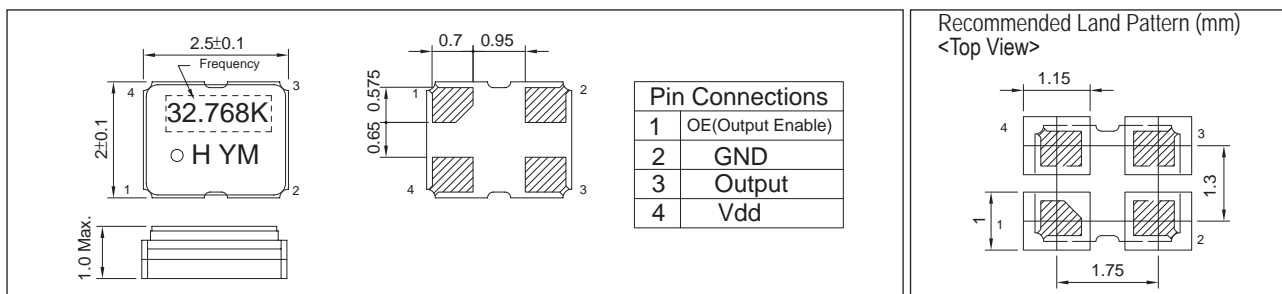 2.5±0.1
Frequency
4
3
32.768K
H YM
1
2
2±0.1
1.0 Max.
0.7
0.95
0.575
0.65
1
2
4
3
Pin Connections
1 OE(Output Enable)
2 GND
3 Output
4 Vdd
Recommended Land Pattern (mm)
<Top View>
1.15
4
3
1.3
1
1
2
1.75